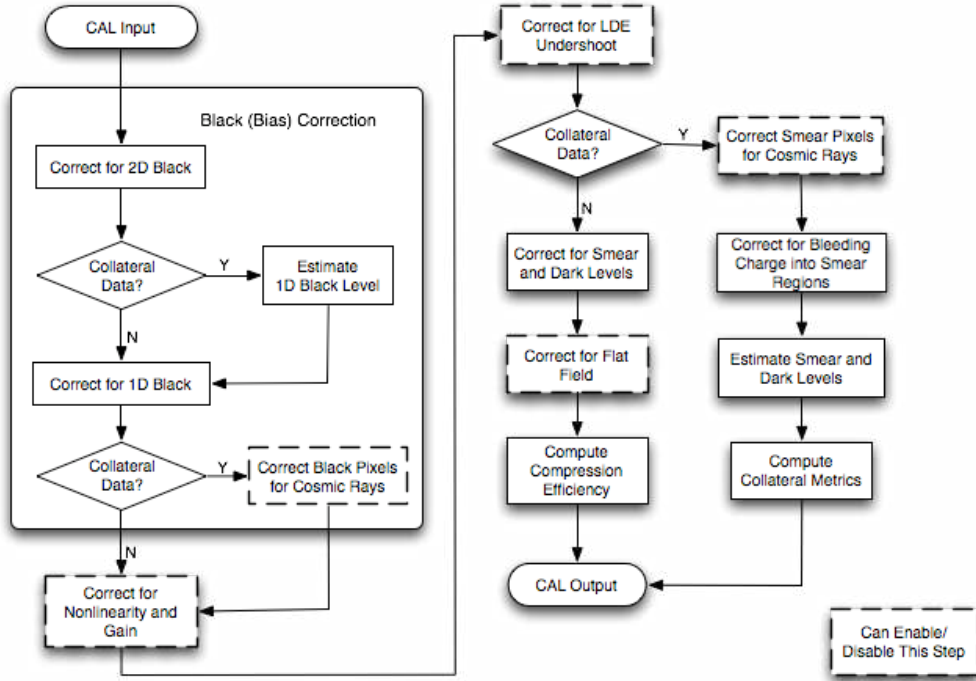 CAL Input
Black (Bias) Correction
Correct for 2D Black
Collateral
Data?
Y
Estimate
1D Black Level
N
Correct for 1D Black
Collateral
Data?
Y
Correct Black Pixels
for Cosmic Rays
N
Correct for
Nonlinearity and
Gain
Correct for LDE
Undershoot
Collateral
Data?
Y
Correct Smear Pixels
for Cosmic Rays
N
Correct for Smear
and Dark Levels
Correct for Bleeding
Charge into Smear
Regions
Correct for Flat
Field
Estimate Smear and
Dark Levels
Compute
Compression
Efficiency
Compute
Collateral Metrics
CAL Output
Can Enable/
Disable This Step